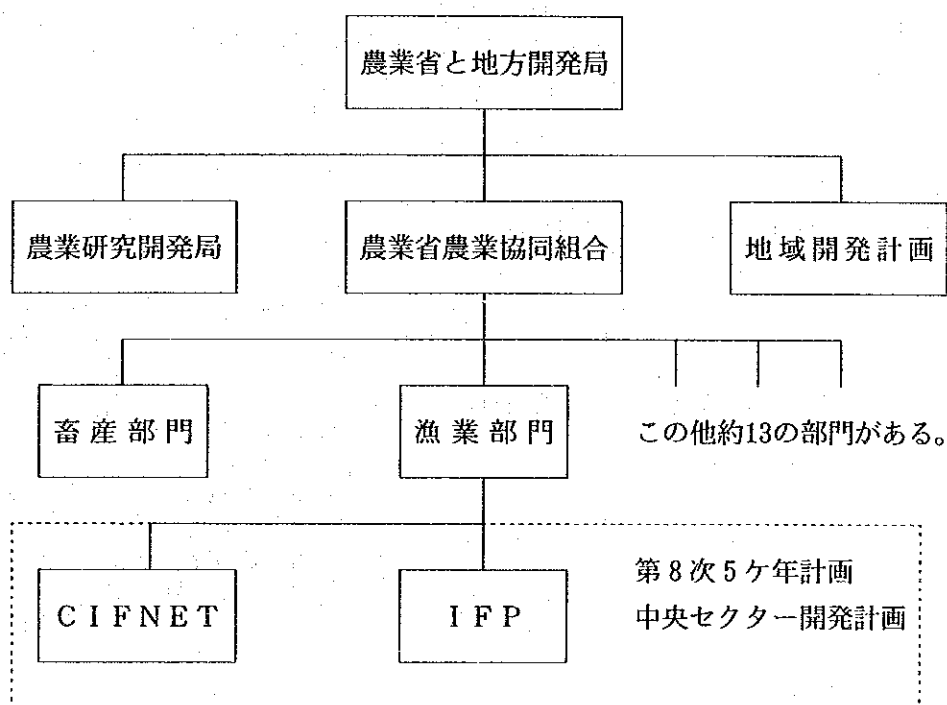 農業省と地方開発局
農業研究開発局
農業省農業協同組合
地域開発計画
畜産部門
漁業部門
この他約13の部門がある。
CIFNET
IFP
第8次5ケ年計画
中央セクター開発計画